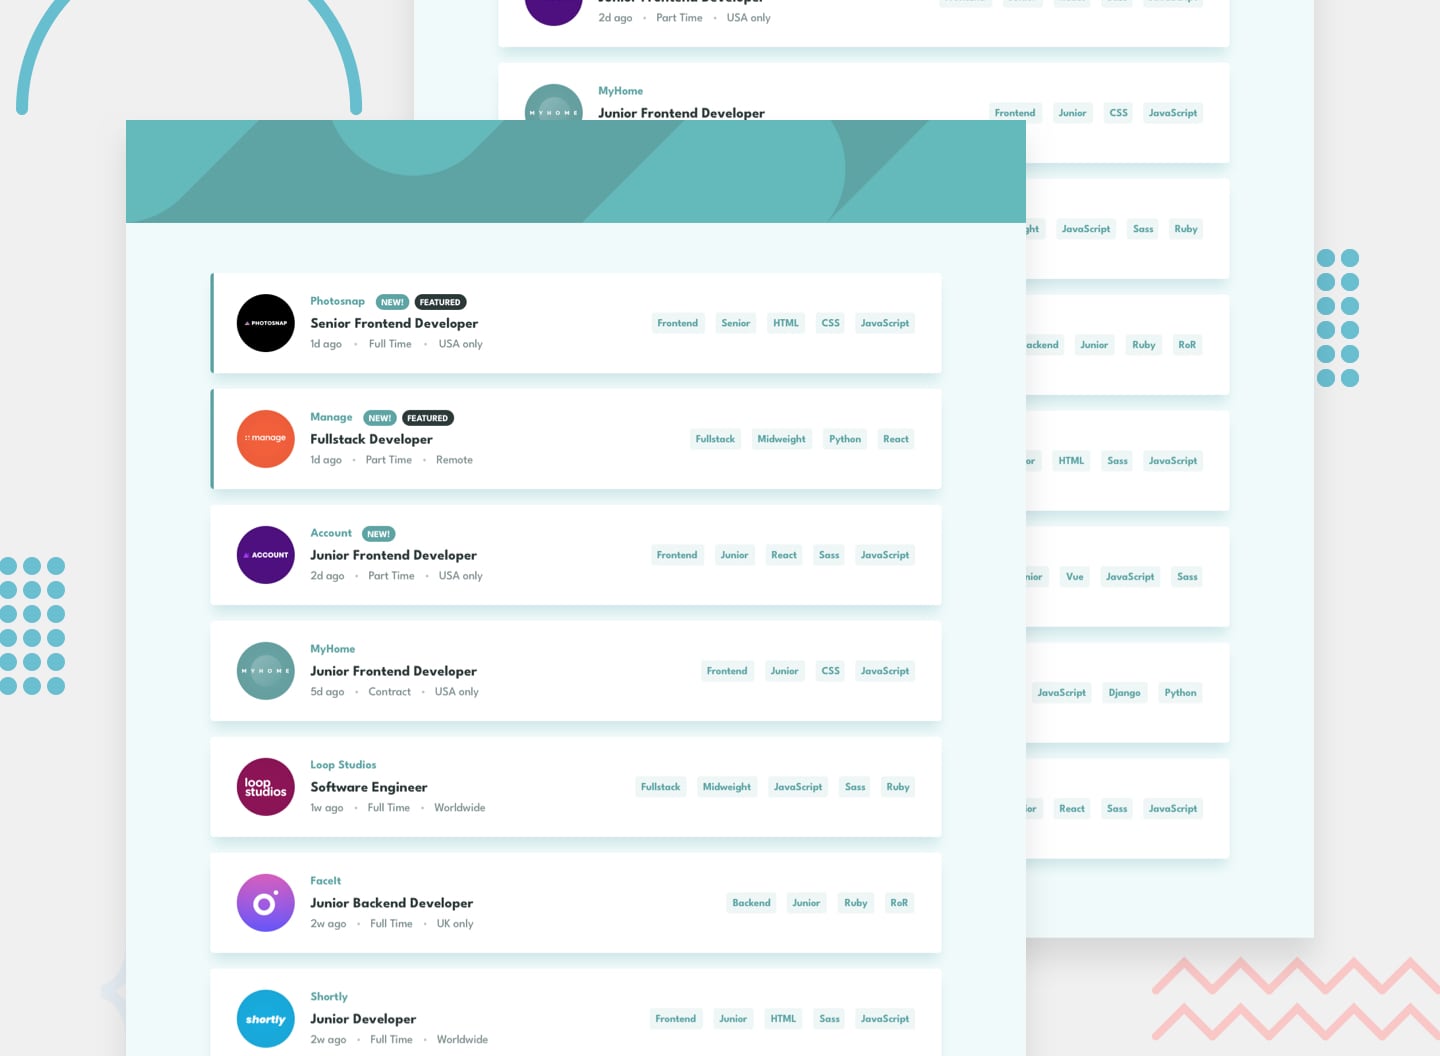 2d ago • Part Time • USA only
MYHOME
MyHome
Junior Frontend Developer
Frontend Junior CSS JavaScript
JavaScript Sass Ruby
Junior Ruby RoR
HTML Sass JavaScript
Vue JavaScript Sass
JavaScript Django Python
React Sass JavaScript
PHOTOSNAP
Photosnap NEW! FEATURED
Senior Frontend Developer
1d ago • Full Time • USA only
Frontend Senior HTML CSS JavaScript
manage
Manage NEW! FEATURED
Fullstack Developer
1d ago • Part Time • Remote
Fullstack Midweight Python React
ACCOUNT
Account NEW!
Junior Frontend Developer
2d ago • Part Time • USA only
Frontend Junior React Sass JavaScript
MYHOME
MyHome
Junior Frontend Developer
5d ago • Contract • USA only
Frontend Junior CSS JavaScript
loop
studios
Loop Studios
Software Engineer
1w ago • Full Time • Worldwide
Fullstack Midweight JavaScript Sass Ruby
FaceIt
Junior Backend Developer
2w ago • Full Time • UK only
Backend Junior Ruby RoR
shortly
Shortly
Junior Developer
2w ago • Full Time • Worldwide
Frontend Junior HTML Sass JavaScript